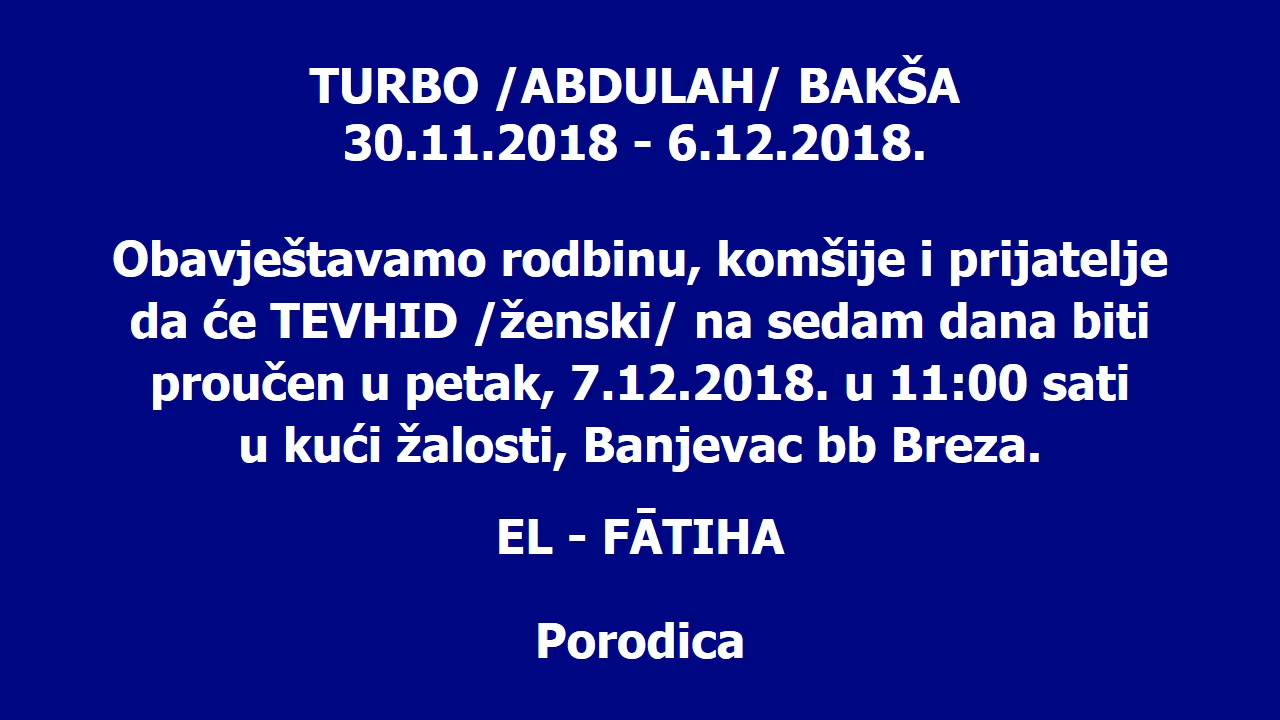 TURBO /ABDULAH/ BAKŠA
30.11.2018 - 6.12.2018.
Obavještavamo rodbinu, komšije i prijatelje
da će TEVHID /ženski/ na sedam dana biti
proučen u petak, 7.12.2018. u 11:00 sati
u kući žalosti, Banjevac bb Breza.
EL - FĀTIHA
Porodica